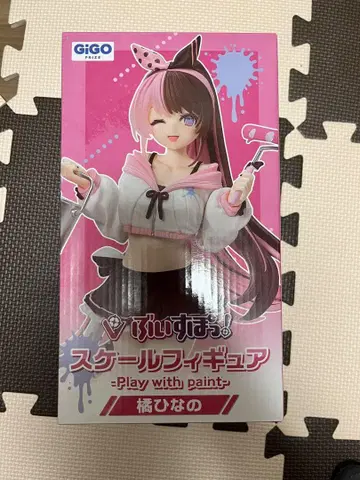 GiGO
PRIZE
ぶいすぽっ!
スケールフィギュア
-Play with paint-
橘ひなの